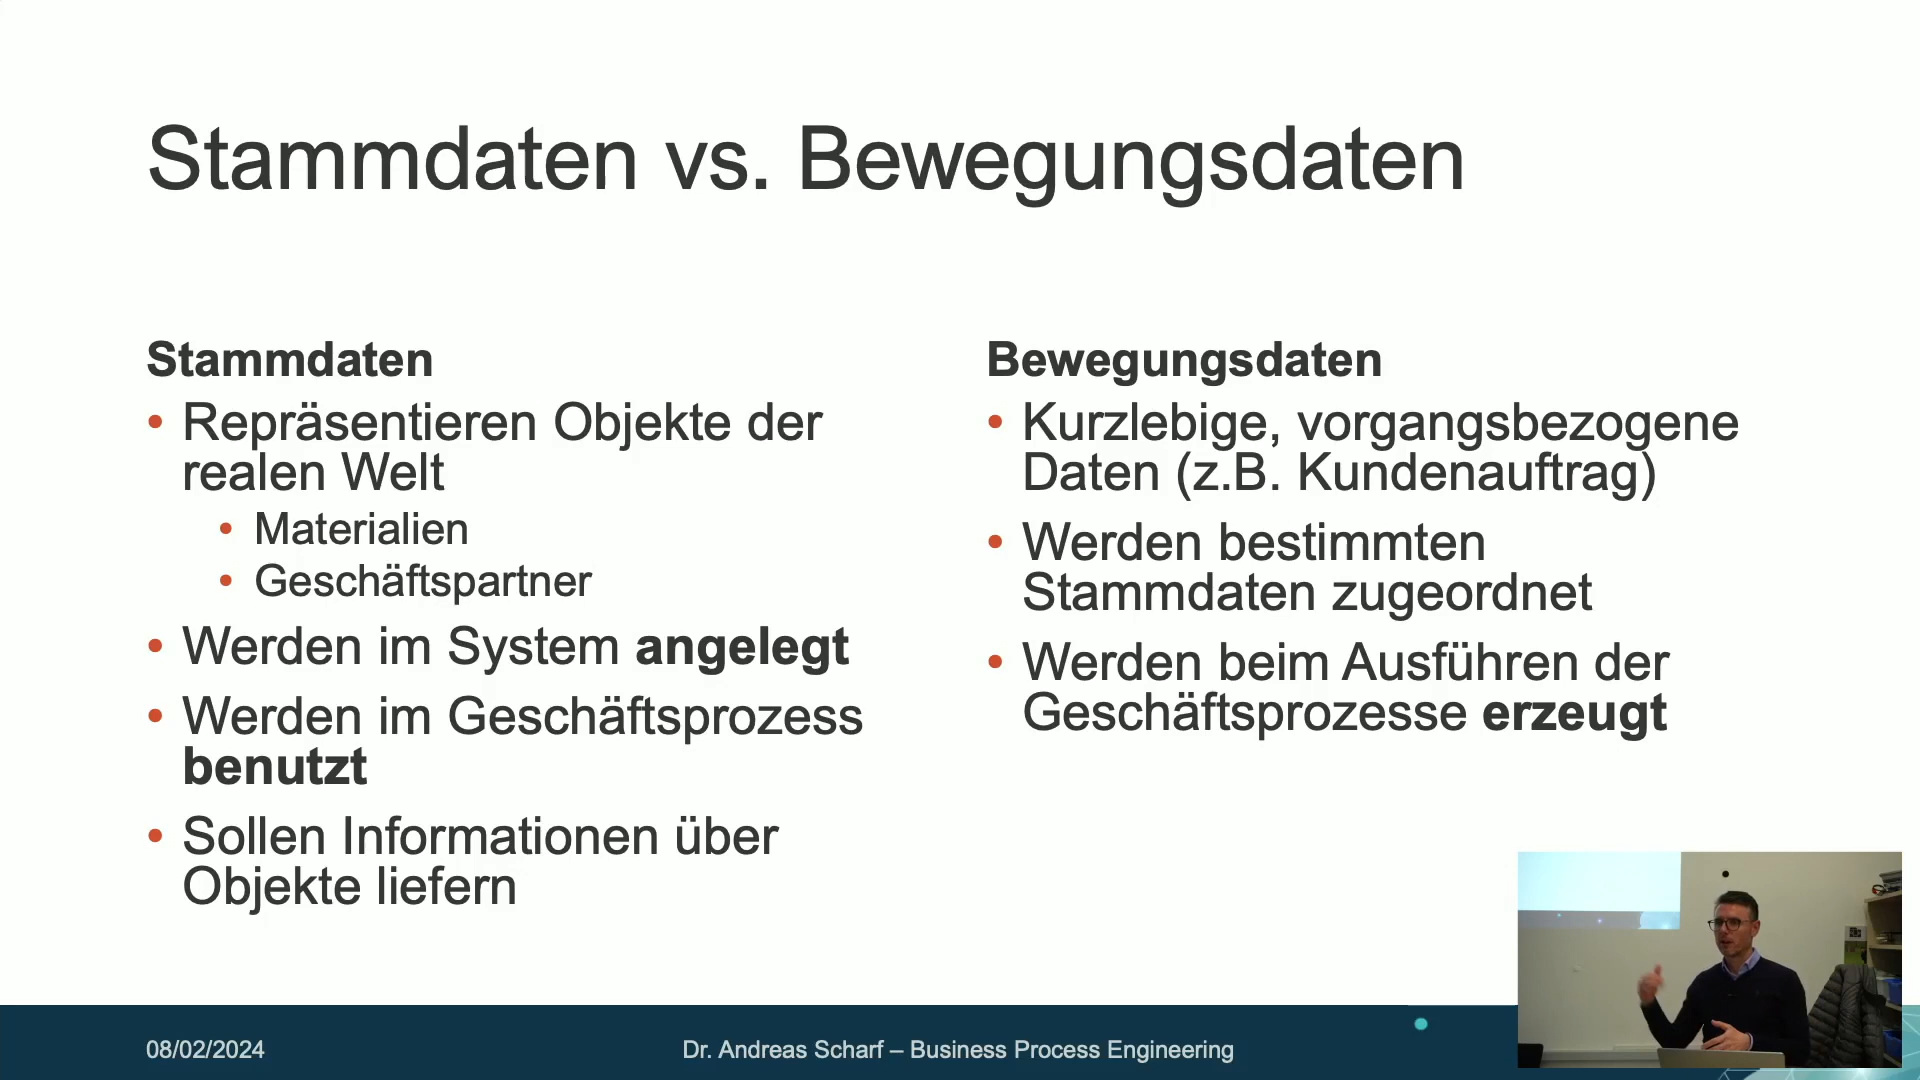 Stammdaten vs. Bewegungsdaten
Stammdaten
• Repräsentieren Objekte der
realen Welt
• Materialien
• Geschäftspartner
• Werden im System angelegt
• Werden im Geschäftsprozess
benutzt
• Sollen Informationen über
Objekte liefern
Bewegungsdaten
• Kurzlebige, vorgangsbezogene
Daten (z.B. Kundenauftrag)
• Werden bestimmten
Stammdaten zugeordnet
• Werden beim Ausführen der
Geschäftsprozesse erzeugt
08/02/2024
Dr. Andreas Scharf – Business Process Engineering